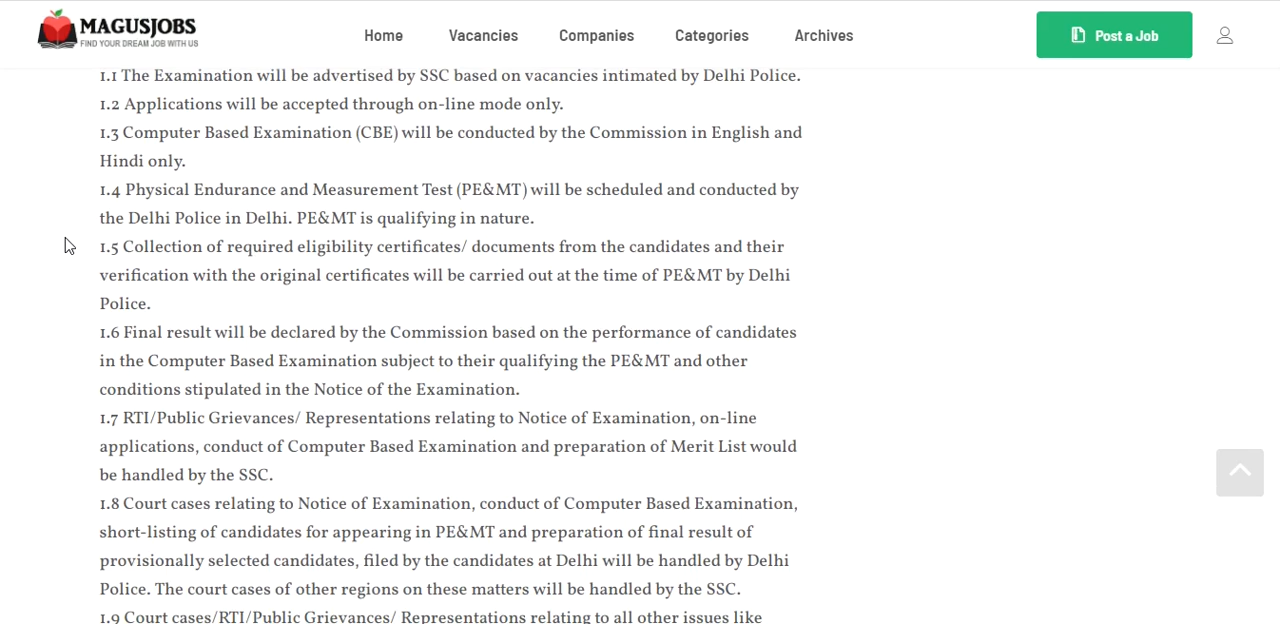 MAGUSJOBS
FIND YOUR DREAM JOB WITH US
Home
Vacancies
Companies
Categories
Archives
Post a Job
1.1 The Examination will be advertised by SSC based on vacancies intimated by Delhi Police.
1.2 Applications will be accepted through on-line mode only.
1.3 Computer Based Examination (CBE) will be conducted by the Commission in English and
Hindi only.
1.4 Physical Endurance and Measurement Test (PE&MT) will be scheduled and conducted by
the Delhi Police in Delhi. PE&MT is qualifying in nature.
1.5 Collection of required eligibility certificates/ documents from the candidates and their
verification with the original certificates will be carried out at the time of PE&MT by Delhi
Police.
1.6 Final result will be declared by the Commission based on the performance of candidates
in the Computer Based Examination subject to their qualifying the PE&MT and other
conditions stipulated in the Notice of the Examination.
1.7 RTI/Public Grievances/ Representations relating to Notice of Examination, on-line
applications, conduct of Computer Based Examination and preparation of Merit List would
be handled by the SSC.
1.8 Court cases relating to Notice of Examination, conduct of Computer Based Examination,
short-listing of candidates for appearing in PE&MT and preparation of final result of
provisionally selected candidates, filed by the candidates at Delhi will be handled by Delhi
Police. The court cases of other regions on these matters will be handled by the SSC.
1.9 Court cases/RTI/Public Grievances/ Representations relating to all other issues like